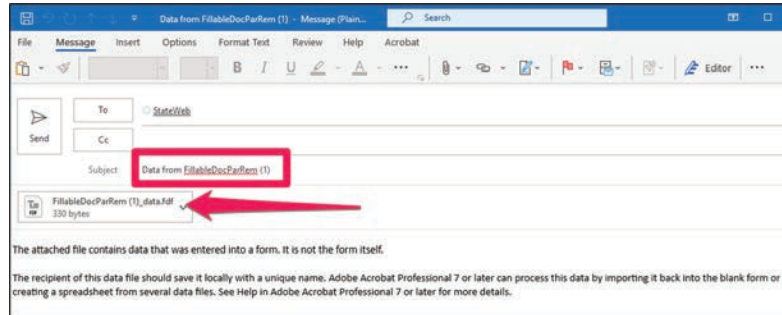 Data from FillableDocParRem (1) - Message (Plain...
Search
File Message Insert Options Format Text Review Help Acrobat
B I U A ... Editor ...
Send
To StateWeb
Cc
Subject Data from FillableDocParRem (1)
FillableDocParRem (1)_data.fdf
330 bytes
The attached file contains data that was entered into a form. It is not the form itself.
The recipient of this data file should save it locally with a unique name. Adobe Acrobat Professional 7 or later can process this data by importing it back into the blank form or
creating a spreadsheet from several data files. See Help in Adobe Acrobat Professional 7 or later for more details.